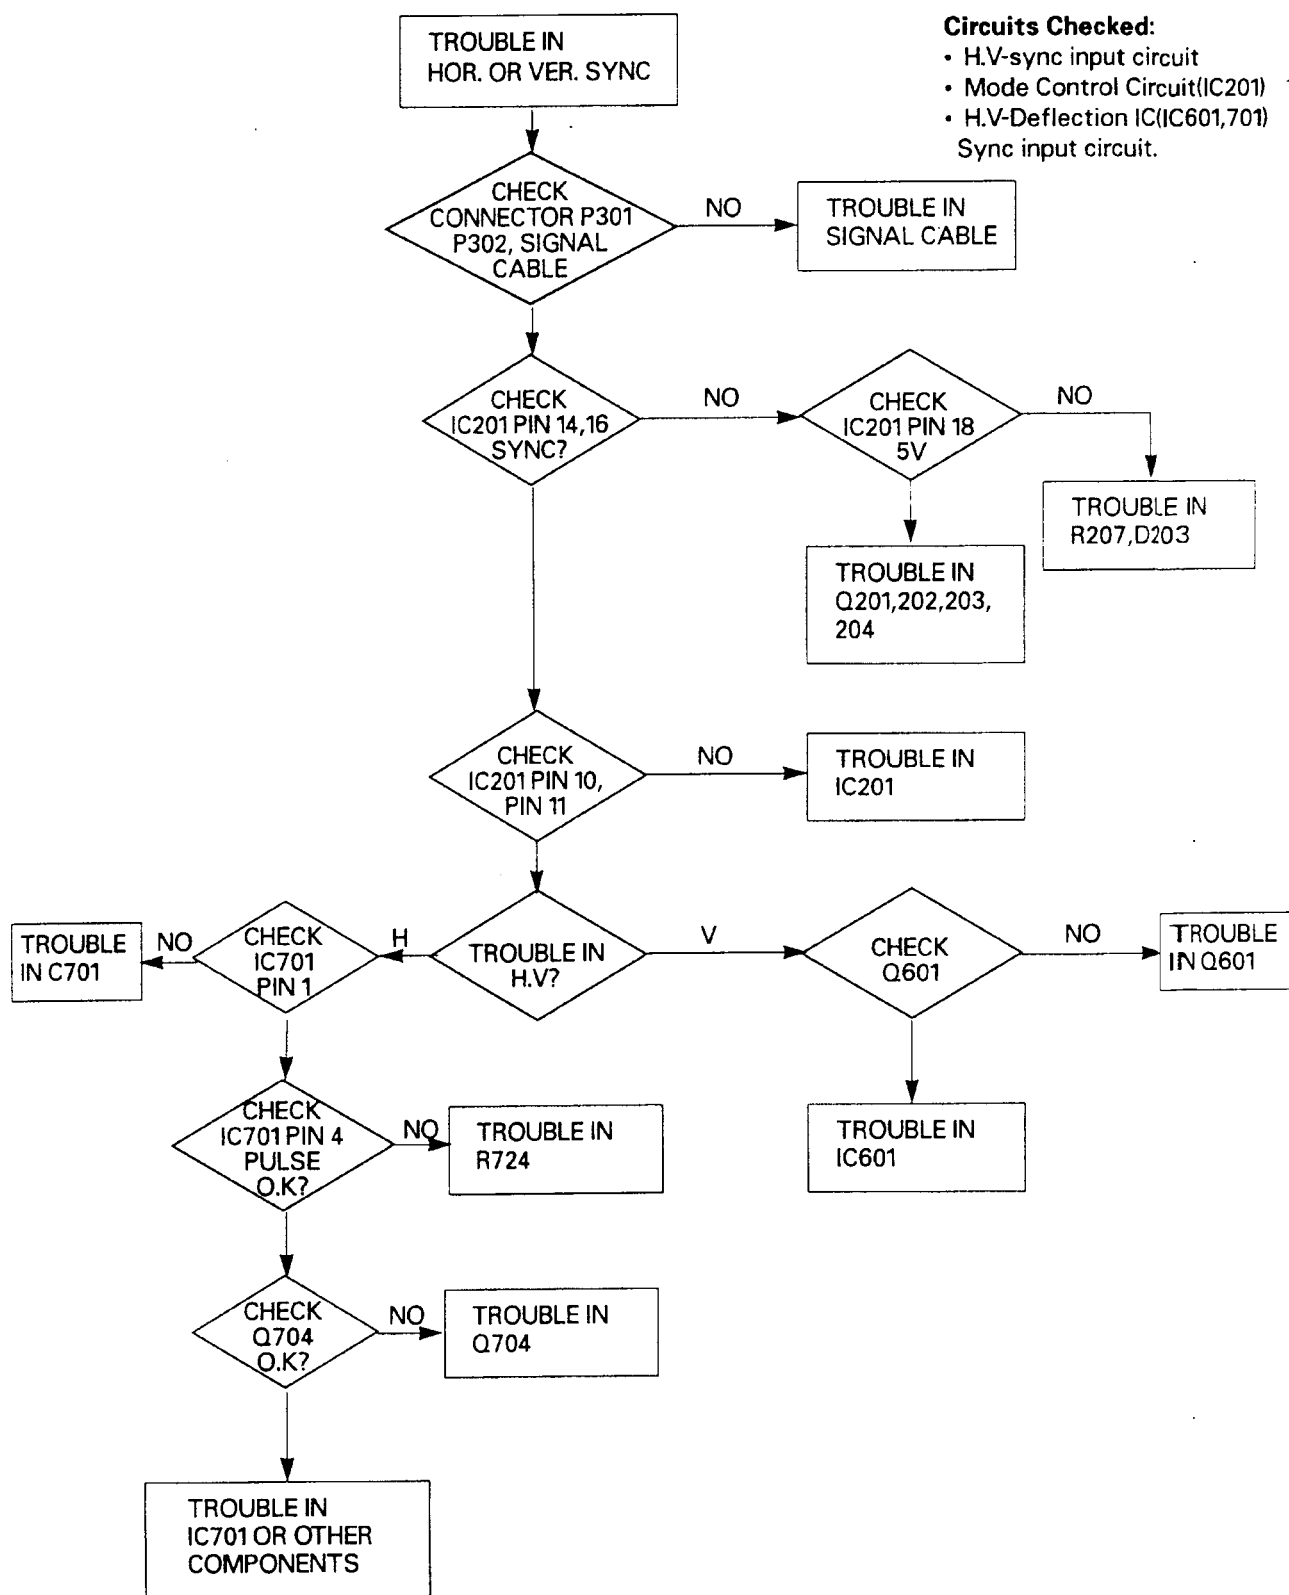 TROUBLE IN
HOR. OR VER. SYNC
Circuits Checked:
• H.V-sync input circuit
• Mode Control Circuit(IC201)
• H.V-Deflection IC(IC601,701)
Sync input circuit.
CHECK
CONNECTOR P301
P302, SIGNAL
CABLE
NO
TROUBLE IN
SIGNAL CABLE
CHECK
IC201 PIN 14,16
SYNC?
NO
CHECK
IC201 PIN 18
5V
NO
TROUBLE IN
R207,D203
TROUBLE IN
Q201,202,203,
204
CHECK
IC201 PIN 10,
PIN 11
NO
TROUBLE IN
IC201
TROUBLE
IN C701
NO
CHECK
IC701
PIN 1
H
TROUBLE IN
H.V?
V
CHECK
Q601
NO
TROUBLE
IN Q601
CHECK
IC701 PIN 4
PULSE
O.K?
NO
TROUBLE IN
R724
TROUBLE IN
IC601
CHECK
Q704
O.K?
NO
TROUBLE IN
Q704
TROUBLE IN
IC701 OR OTHER
COMPONENTS